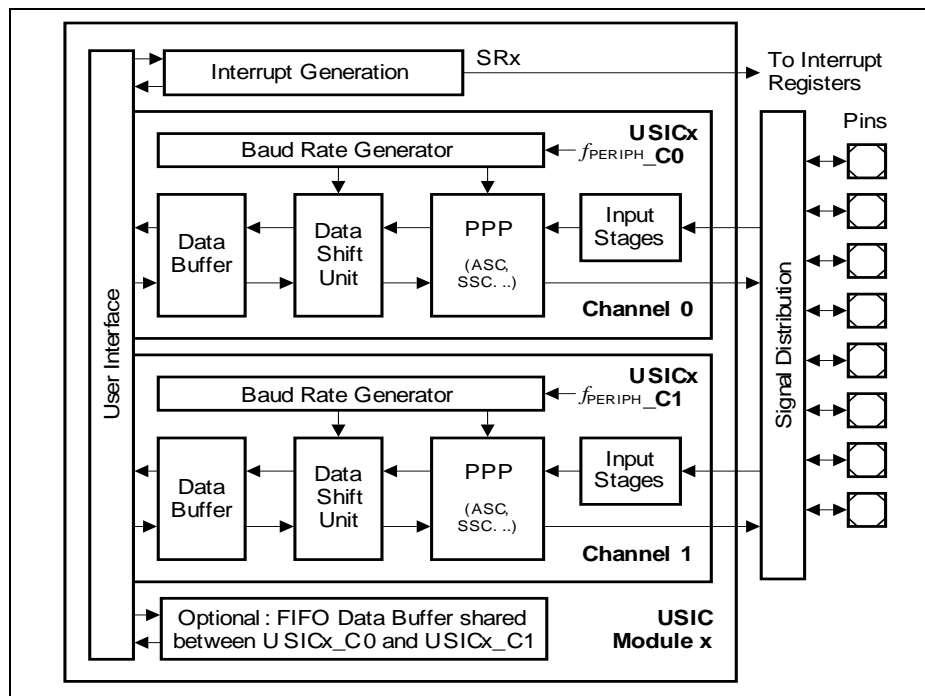 Interrupt Generation
SRx
To Interrupt
Registers
Pins
User Interface
Signal Distribution
USICx
Baud Rate Generator
fPERIPH_C0
Data
Buffer
Data
Shift
Unit
PPP
(ASC,
SSC. ..)
Input
Stages
Channel 0
USICx
Baud Rate Generator
fPERIPH_C1
Data
Buffer
Data
Shift
Unit
PPP
(ASC,
SSC. ..)
Input
Stages
Channel 1
Optional : FIFO Data Buffer shared
between USICx_C0 and USICx_C1
USIC
Module x